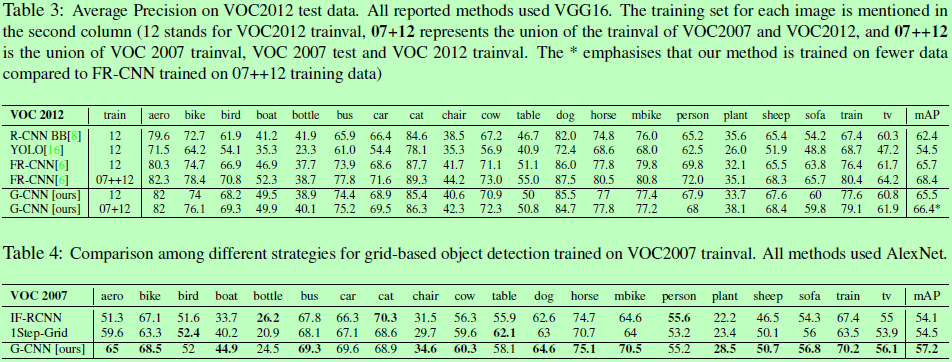 Table 3: Average Precision on VOC2012 test data. All reported methods used VGG16. The training set for each image is mentioned in
the second column (12 stands for VOC2012 trainval, 07+12 represents the union of the trainval of VOC2007 and VOC2012, and 07++12
is the union of VOC 2007 trainval, VOC 2007 test and VOC 2012 trainval. The * emphasises that our method is trained on fewer data
compared to FR-CNN trained on 07++12 training data)
VOC 2012 train aero bike bird boat bottle bus car cat chair cow table dog horse mbike person plant sheep sofa train tv mAP
R-CNN BB[8] 12 79.6 72.7 61.9 41.2 41.9 65.9 66.4 84.6 38.5 67.2 46.7 82.0 74.8 76.0 65.2 35.6 65.4 54.2 67.4 60.3 62.4
YOLO[16] 12 71.5 64.2 54.1 35.3 23.3 61.0 54.4 78.1 35.3 56.9 40.9 72.4 68.6 68.0 62.5 26.0 51.9 48.8 68.7 47.2 54.5
FR-CNN[6] 12 80.3 74.7 66.9 46.9 37.7 73.9 68.6 87.7 41.7 71.1 51.1 86.0 77.8 79.8 69.8 32.1 65.5 63.8 76.4 61.7 65.7
FR-CNN[6] 07++12 82.3 78.4 70.8 52.3 38.7 77.8 71.6 89.3 44.2 73.0 55.0 87.5 80.5 80.8 72.0 35.1 68.3 65.7 80.4 64.2 68.4
G-CNN [ours] 12 82 74 68.2 49.5 38.9 74.4 68.9 85.4 40.6 70.9 50 85.5 77 77.4 67.9 33.7 67.6 60 77.6 60.8 65.5
G-CNN [ours] 07+12 82 76.1 69.3 49.9 40.1 75.2 69.5 86.3 42.3 72.3 50.8 84.7 77.8 77.2 68 38.1 68.4 59.8 79.1 61.9 66.4*
Table 4: Comparison among different strategies for grid-based object detection trained on VOC2007 trainval. All methods used AlexNet.
VOC 2007 aero bike bird boat bottle bus car cat chair cow table dog horse mbike person plant sheep sofa train tv mAP
IF-RCNN 51.3 67.1 51.6 33.7 26.2 67.8 66.3 70.3 31.5 56.3 55.9 62.6 74.7 64.6 55.6 22.2 46.5 54.3 67.4 55 54.1
1Step-Grid 59.6 63.3 52.4 40.2 20.9 68.1 67.1 68.6 29.7 59.6 62.1 63 70.7 64 53.2 23.4 50.1 56 63.5 53.9 54.5
G-CNN [ours] 65 68.5 52 44.9 24.5 69.3 69.6 68.9 34.6 60.3 58.1 64.6 75.1 70.5 55.2 28.5 50.7 56.8 70.2 56.1 57.2